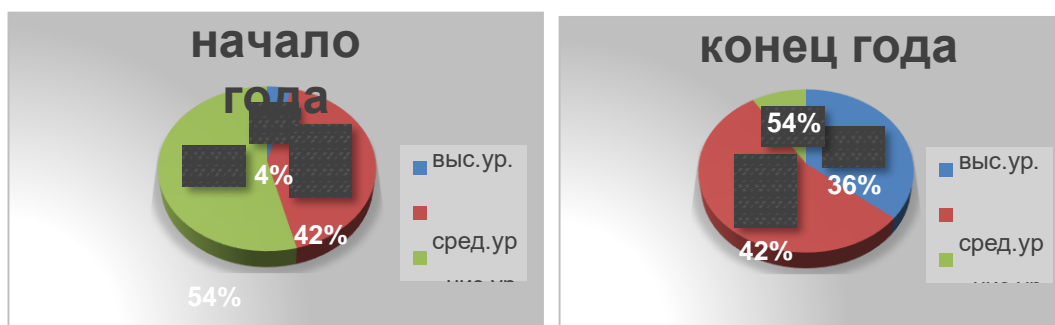 начало
года
4%
42%
54%
выс.ур.
сред.ур
конец года
54%
36%
42%
выс.ур.
сред.ур